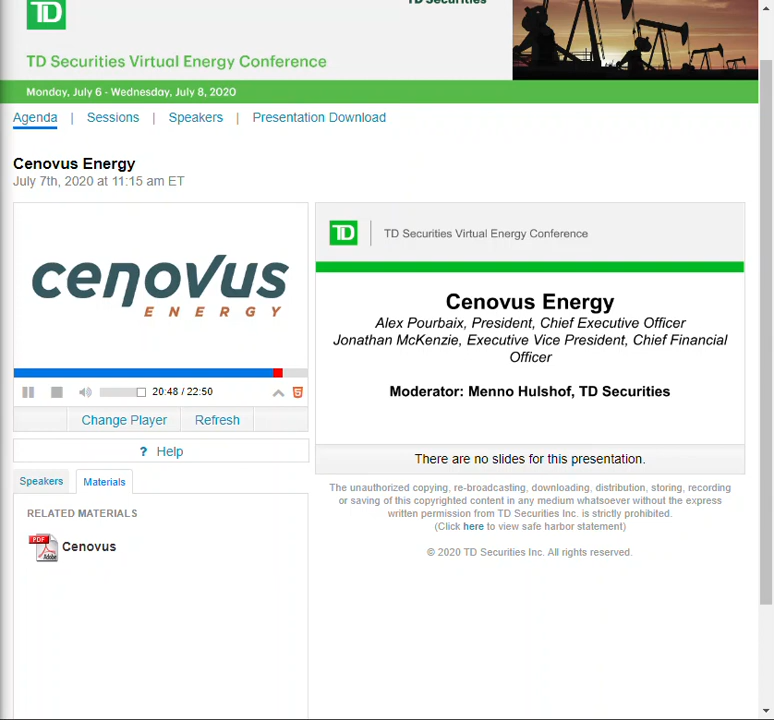 TD
TD Securities
TD Securities Virtual Energy Conference
Monday, July 6 - Wednesday, July 8, 2020
Agenda | Sessions | Speakers | Presentation Download
Cenovus Energy
July 7th, 2020 at 11:15 am ET
cenovus
ENERGY
20:48 / 22:50
5
Change Player
Refresh
? Help
Speakers
Materials
RELATED MATERIALS
PDF
Adobe
Cenovus
TD | TD Securities Virtual Energy Conference
Cenovus Energy
Alex Pourbaix, President, Chief Executive Officer
Jonathan McKenzie, Executive Vice President, Chief Financial
Officer
Moderator: Menno Hulshof, TD Securities
There are no slides for this presentation.
The unauthorized copying, re-broadcasting, downloading, distribution, storing, recording
or saving of this copyrighted content in any medium whatsoever without the express
written permission from TD Securities Inc. is strictly prohibited.
(Click here to view safe harbor statement)
© 2020 TD Securities Inc. All rights reserved.